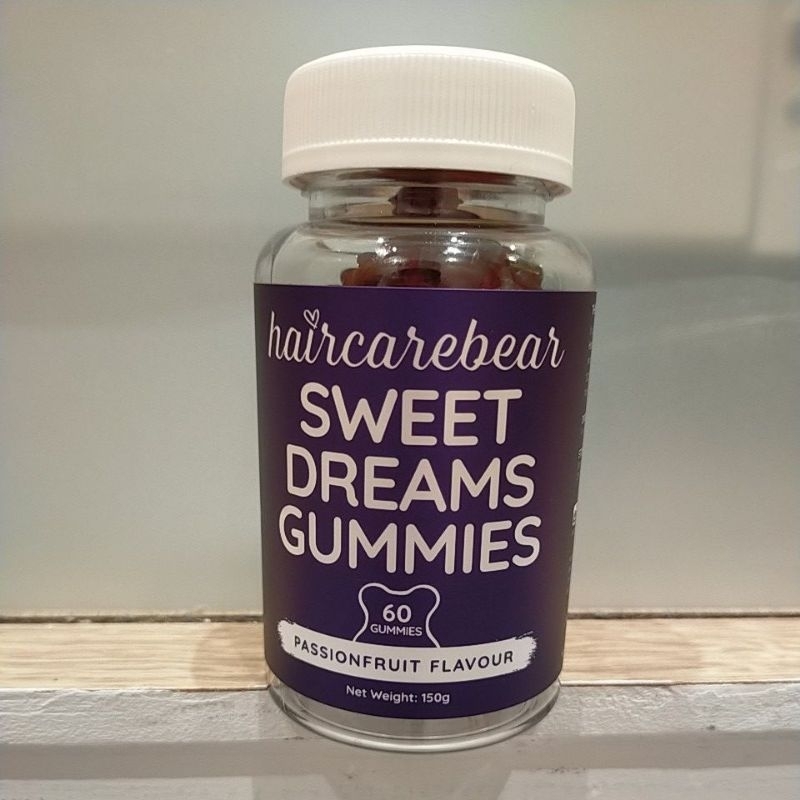 haircarebear
SWEET
DREAMS
GUMMIES
60
GUMMIES
PASSIONFRUIT FLAVOUR
Net Weight: 150g